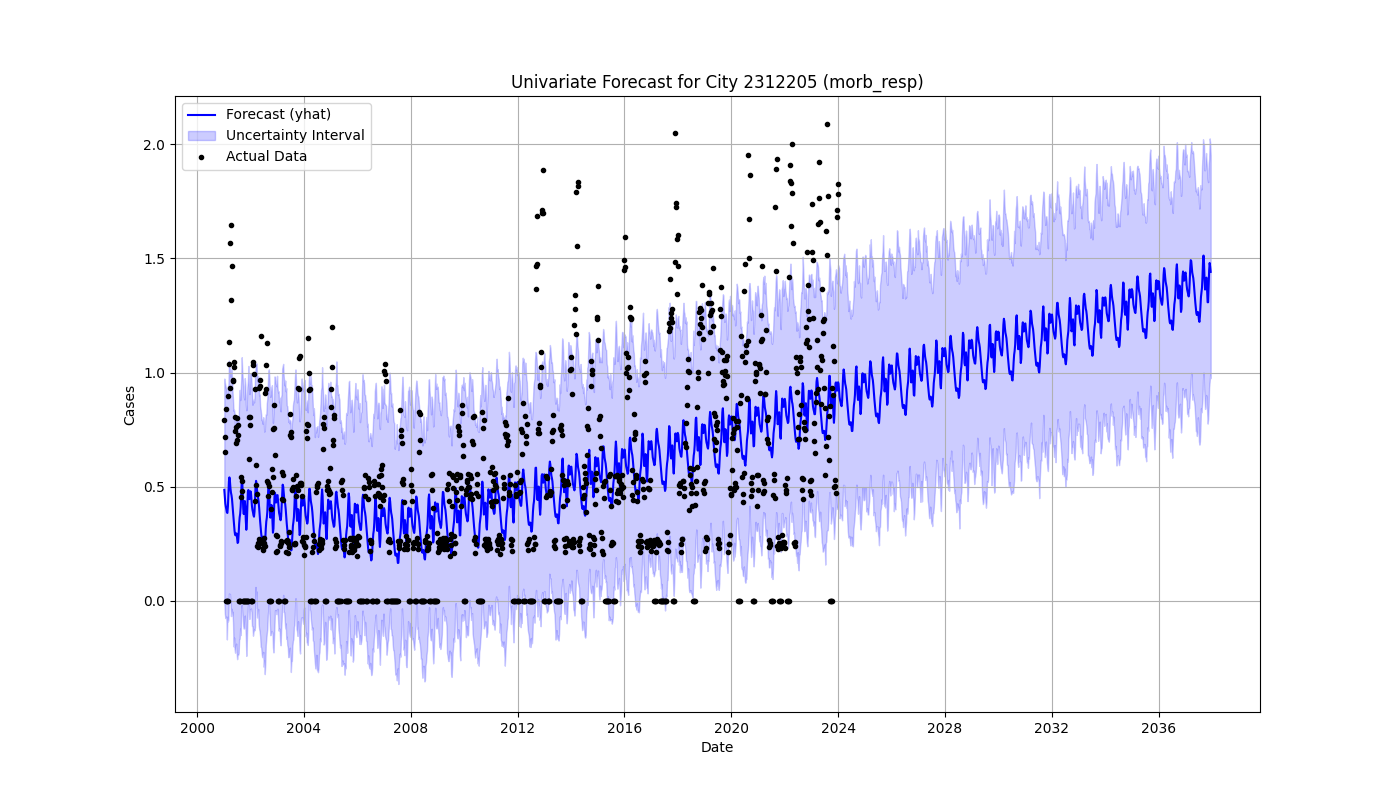 Univariate Forecast for City 2312205 (morb_resp)
Forecast (yhat)
Uncertainty Interval
Actual Data
Cases
2.0
1.5
1.0
0.5
0.0
2000 2004 2008 2012 2016 2020 2024 2028 2032 2036
Date